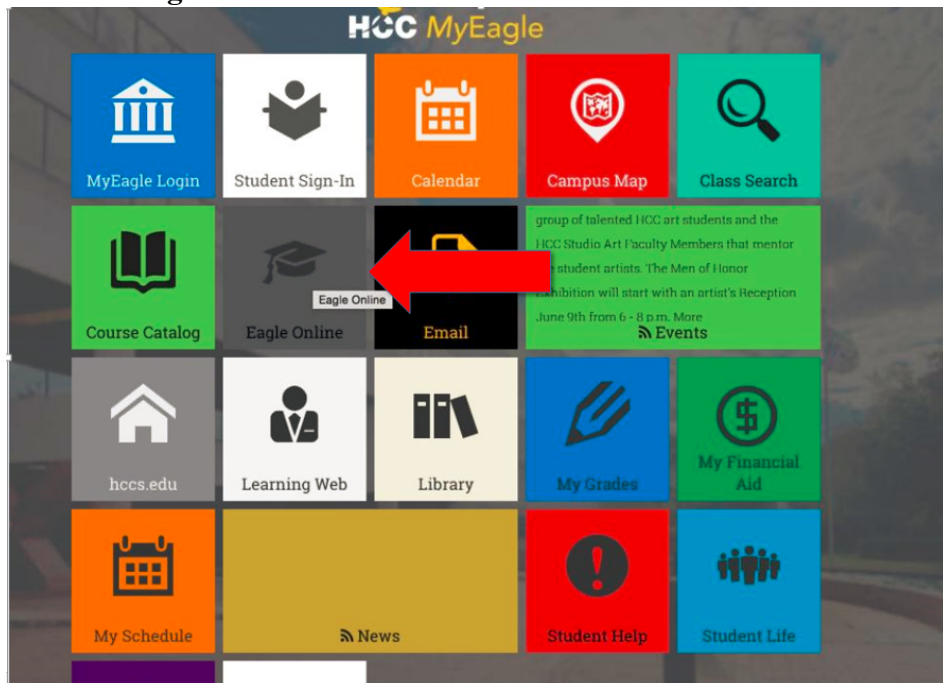 HCC MyEagle
MyEagle Login
Student Sign-In
Calendar
Campus Map
Class Search
group of talented HCC art students and the
HCC Studio Art Faculty Members that mentor
student artists. The Men of Honor
Exhibition will start with an artist's Reception
June 9th from 6 - 8 p.m. More
Course Catalog
Eagle Online
Eagle Online
Email
Events
hccs.edu
Learning Web
Library
My Grades
My Financial
Aid
My Schedule
News
Student Help
Student Life